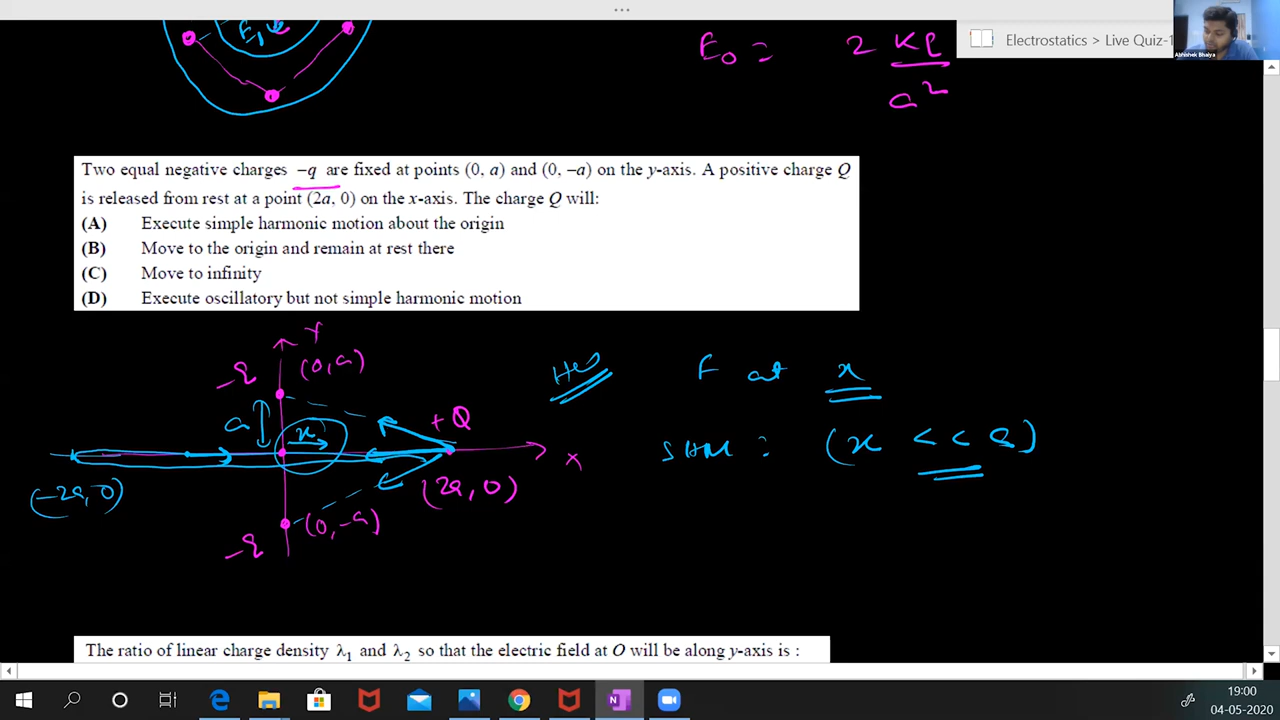 Electrostatics > Live Quiz-1
Abhishek Bhaiya
E₀ = 2 KP
a²
Two equal negative charges –q are fixed at points (0, a) and (0, –a) on the y-axis. A positive charge Q
is released from rest at a point (2a, 0) on the x-axis. The charge Q will:
(A) Execute simple harmonic motion about the origin
(B) Move to the origin and remain at rest there
(C) Move to infinity
(D) Execute oscillatory but not simple harmonic motion
Y
-q (0, a)
HW
F at x
a
x
+Q
SHM : (x << a)
x
(-2a, 0)
(2a, 0)
(0, -a)
-q
The ratio of linear charge density λ₁ and λ₂ so that the electric field at O will be along y-axis is :
19:00
04-05-2020